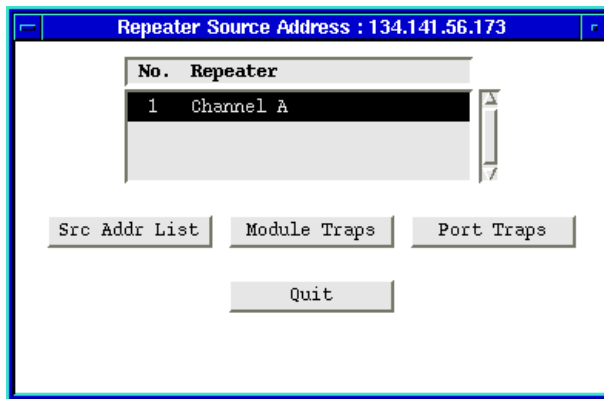 Repeater Source Address : 134.141.56.173
No. Repeater
1 Channel A
Src Addr List Module Traps Port Traps
Quit